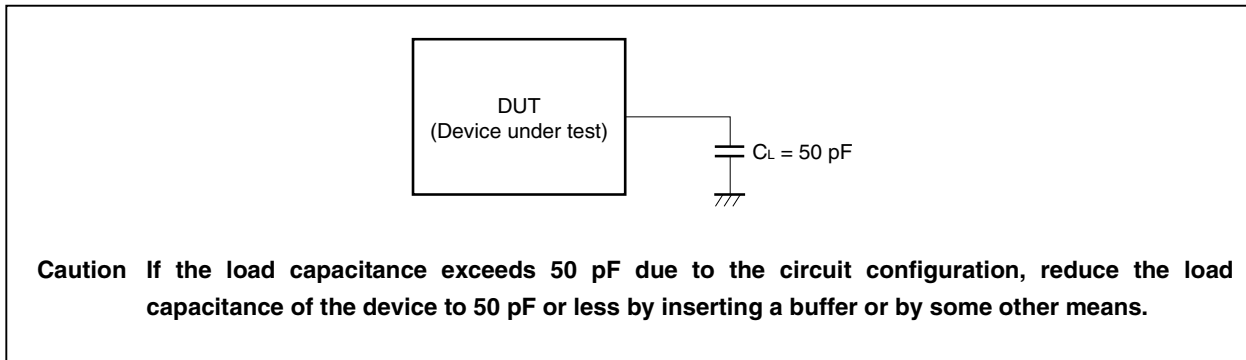 DUT
(Device under test)
CL = 50 pF
Caution If the load capacitance exceeds 50 pF due to the circuit configuration, reduce the load
capacitance of the device to 50 pF or less by inserting a buffer or by some other means.